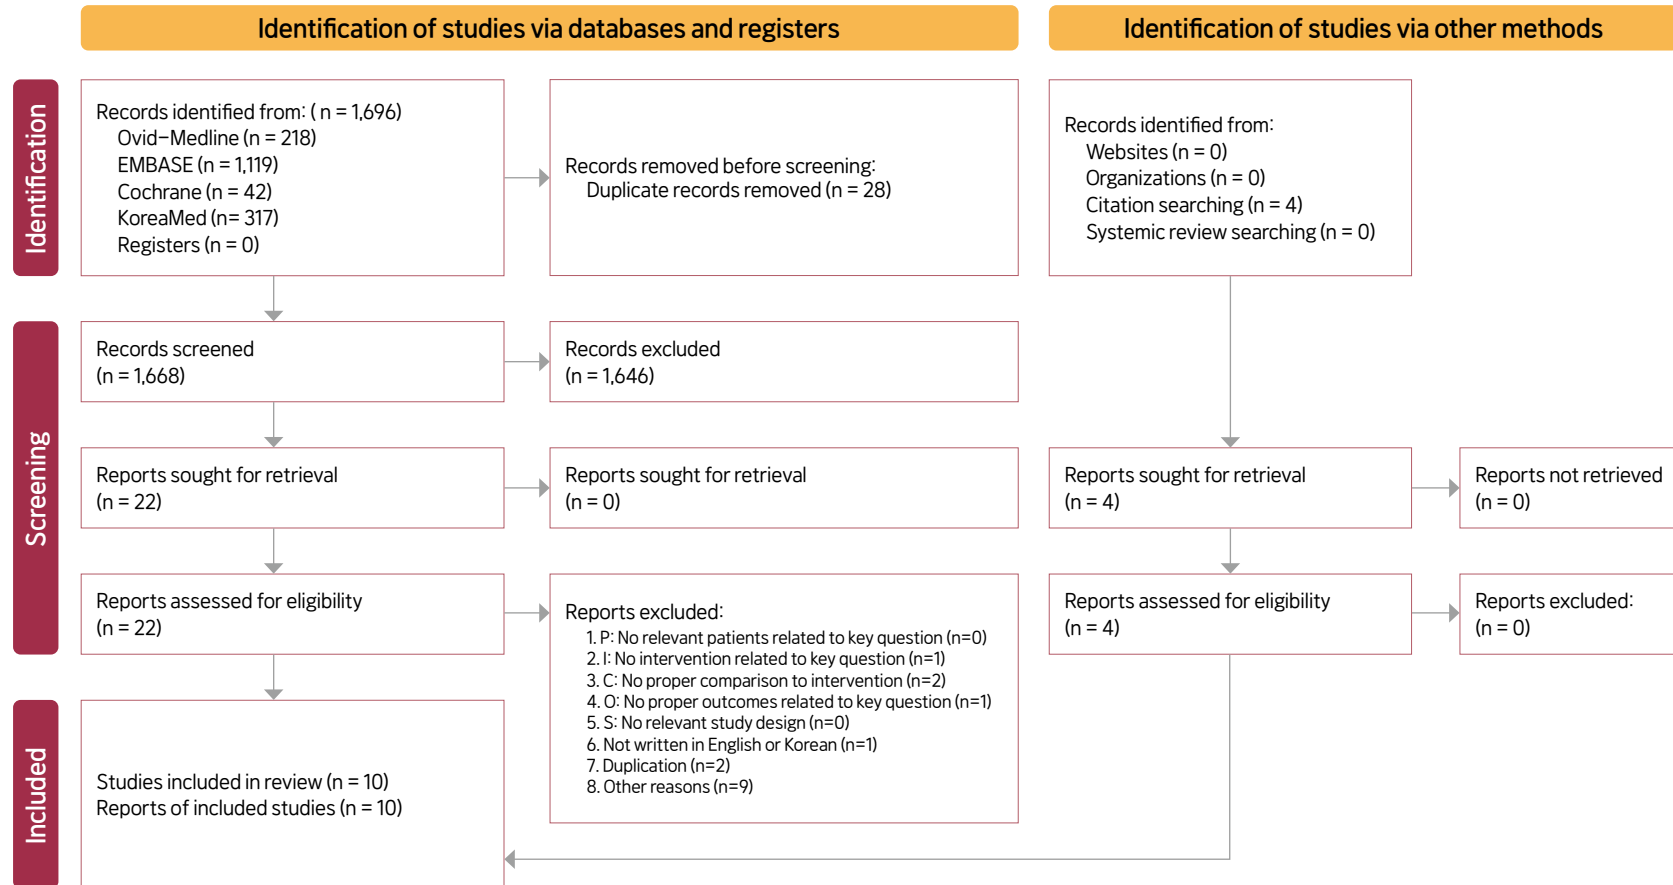 Identification of studies via databases and registers
Identification of studies via other methods
Identification
Records identified from: ( n = 1,696)
Ovid-Medline (n = 218)
EMBASE (n = 1,119)
Cochrane (n = 42)
KoreaMed (n= 317)
Registers (n = 0)
Records removed before screening:
Duplicate records removed (n = 28)
Records identified from:
Websites (n = 0)
Organizations (n = 0)
Citation searching (n = 4)
Systemic review searching (n = 0)
Screening
Records screened
(n = 1,668)
Records excluded
(n = 1,646)
Reports sought for retrieval
(n = 22)
Reports sought for retrieval
(n = 0)
Reports sought for retrieval
(n = 4)
Reports not retrieved
(n = 0)
Reports assessed for eligibility
(n = 22)
Reports excluded:
1. P: No relevant patients related to key question (n=0)
2. I: No intervention related to key question (n=1)
3. C: No proper comparison to intervention (n=2)
4. O: No proper outcomes related to key question (n=1)
5. S: No relevant study design (n=0)
6. Not written in English or Korean (n=1)
7. Duplication (n=2)
8. Other reasons (n=9)
Reports assessed for eligibility
(n = 4)
Reports excluded:
(n = 0)
Included
Studies included in review (n = 10)
Reports of included studies (n = 10)